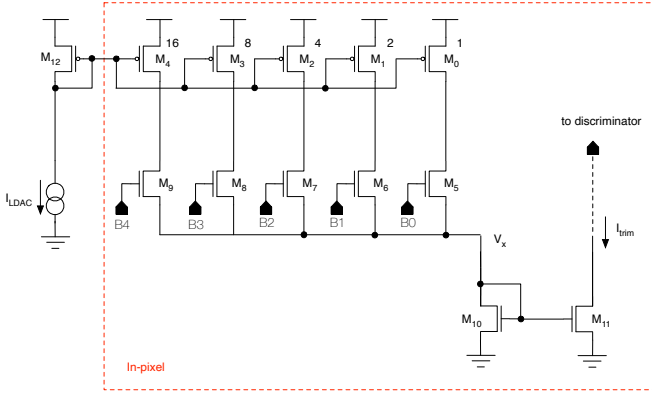 16 8 4 2 1
M12 M4 M3 M2 M1 M0
to discriminator
M9 M8 M7 M6 M5
ILDAC
B4 B3 B2 B1 B0
Vx Itrim
M10 M11
In-pixel